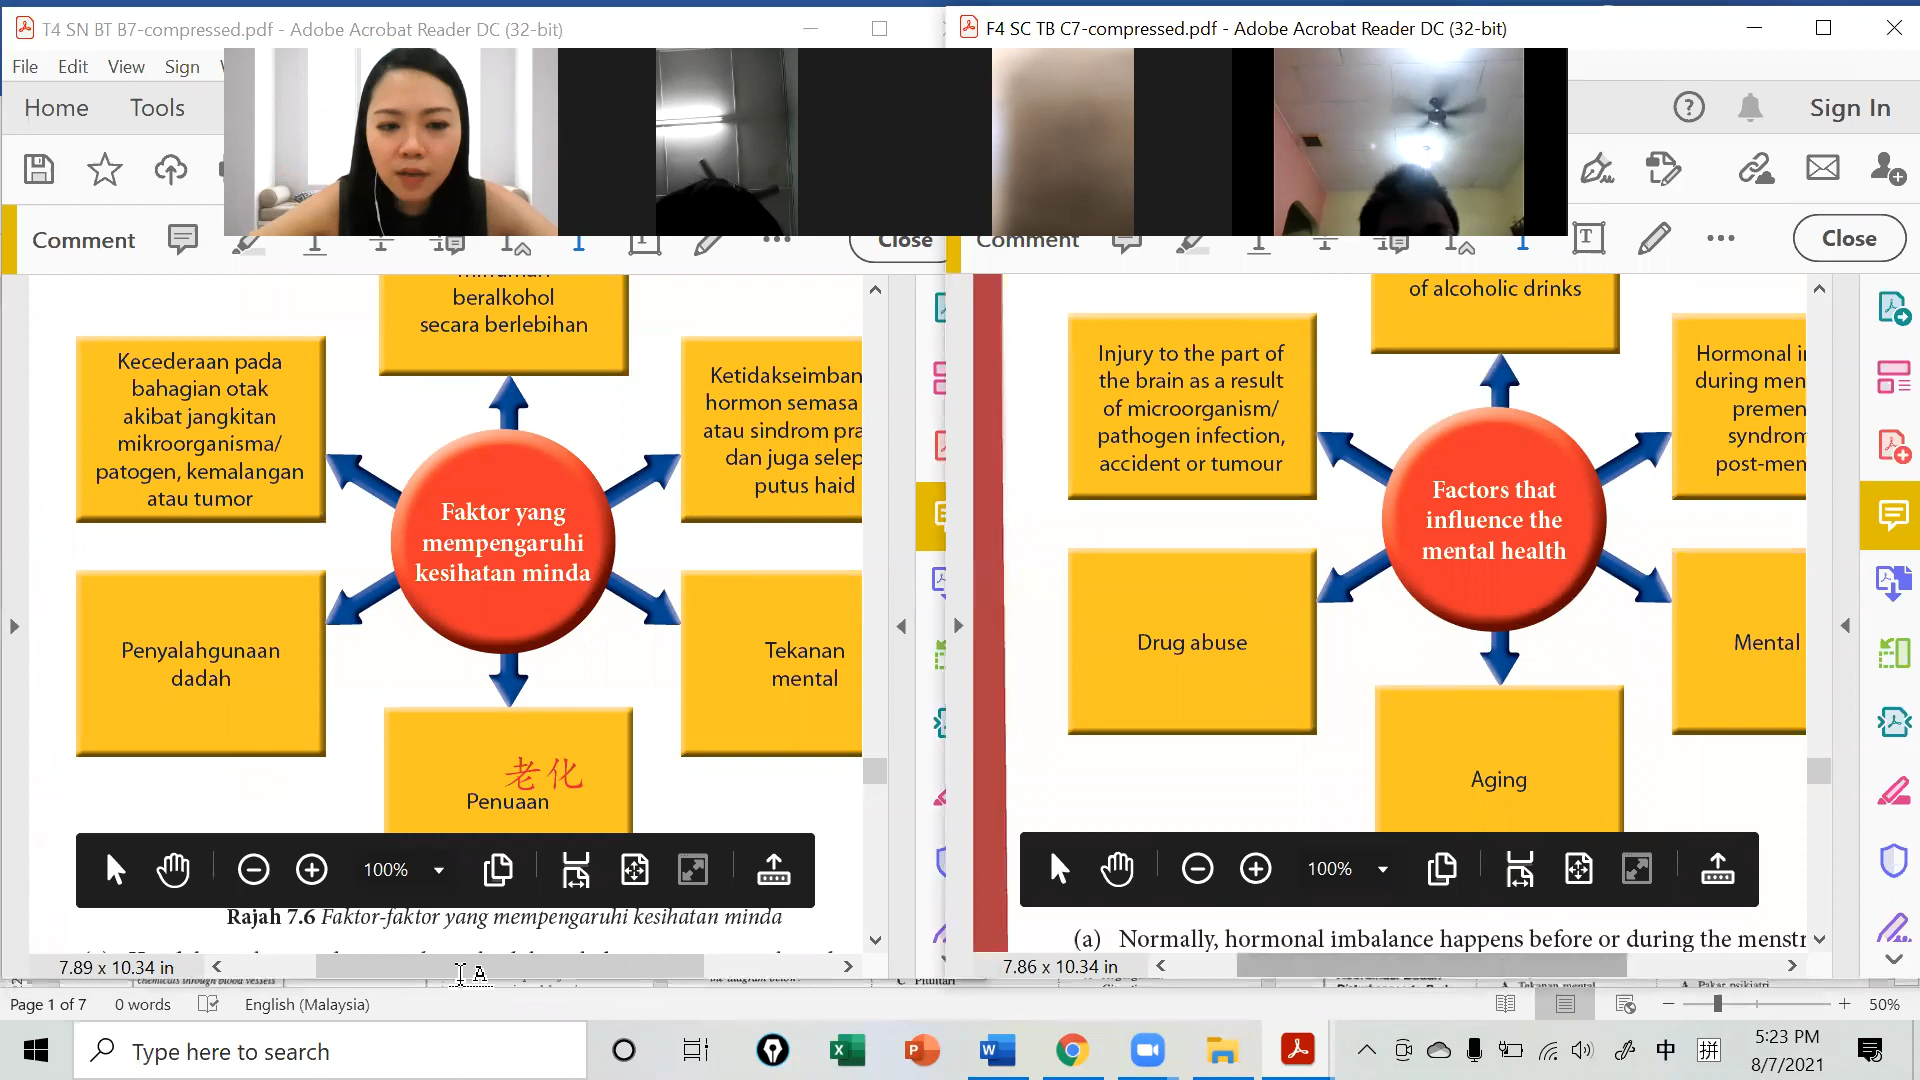 T4 SN BT B7-compressed.pdf - Adobe Acrobat Reader DC (32-bit)
File Edit View Sign
Home Tools
Comment
Close
beralkohol
secara berlebihan
Kecederaan pada
bahagian otak
akibat jangkitan
mikroorganisma/
patogen, kemalangan
atau tumor
Ketidakseimban
hormon semasa
atau sindrom pra
dan juga selep
putus haid
Faktor yang
mempengaruhi
kesihatan minda
Penyalahgunaan
dadah
Tekanan
mental
老化
Penuaan
100%
Rajah 7.6 Faktor-faktor yang mempengaruhi kesihatan minda
7.89 x 10.34 in
F4 SC TB C7-compressed.pdf - Adobe Acrobat Reader DC (32-bit)
Sign In
Comment
Close
of alcoholic drinks
Injury to the part of
the brain as a result
of microorganism/
pathogen infection,
accident or tumour
Hormonal i
during men
premen
syndrom
post-men
Factors that
influence the
mental health
Drug abuse
Mental
Aging
100%
(a) Normally, hormonal imbalance happens before or during the menstr
7.86 x 10.34 in
Page 1 of 7 0 words English (Malaysia)
50%
Type here to search
中 拼
5:23 PM
8/7/2021